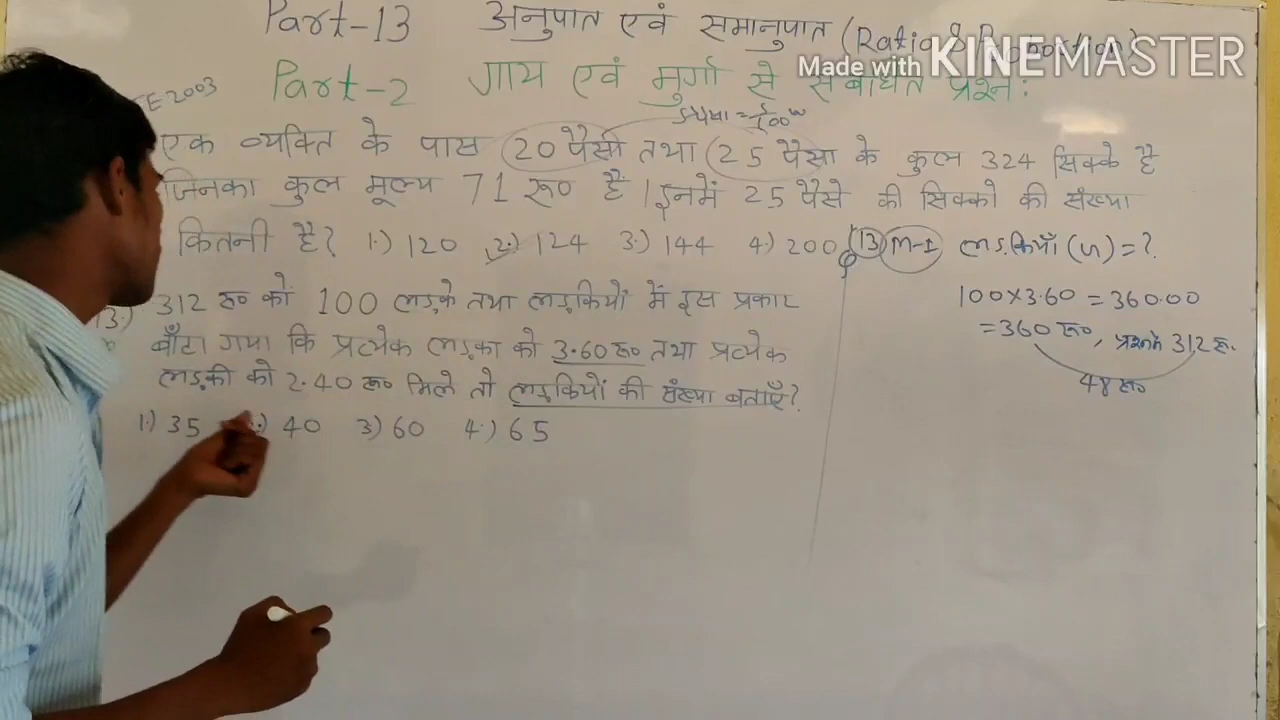 Part-13 अनुपात एवं समानुपात (Ratio &
Made with KINEMASTER
Part-2 गाय एवं मुर्गा से संबंधित प्रश्न:
E 2003
एक व्यक्ति के पास 20 पैसे तथा 25 पैसा के कुल 324 सिक्के है
जिनका कुल मूल्य 71 रू० हैं। इनमें 25 पैसे की सिक्को की संख्या
कितनी है? 1.) 120 2.) 124 3.) 144 4.) 200
13.) 312 रू० को 100 लड़के तथा लड़कियों में इस प्रकार
बाँटा गया कि प्रत्येक लड़का को 3.60 रू० तथा प्रत्येक
लड़की को 2.40 रू० मिले तो लड़कियों की संख्या बताएँ?
1.) 35 2.) 40 3.) 60 4.) 65
13 M-I लड़कियाँ (G) = ?
100×3.60 = 360.00
= 360 रू०, प्रश्न में 312 रू.
48 रू०